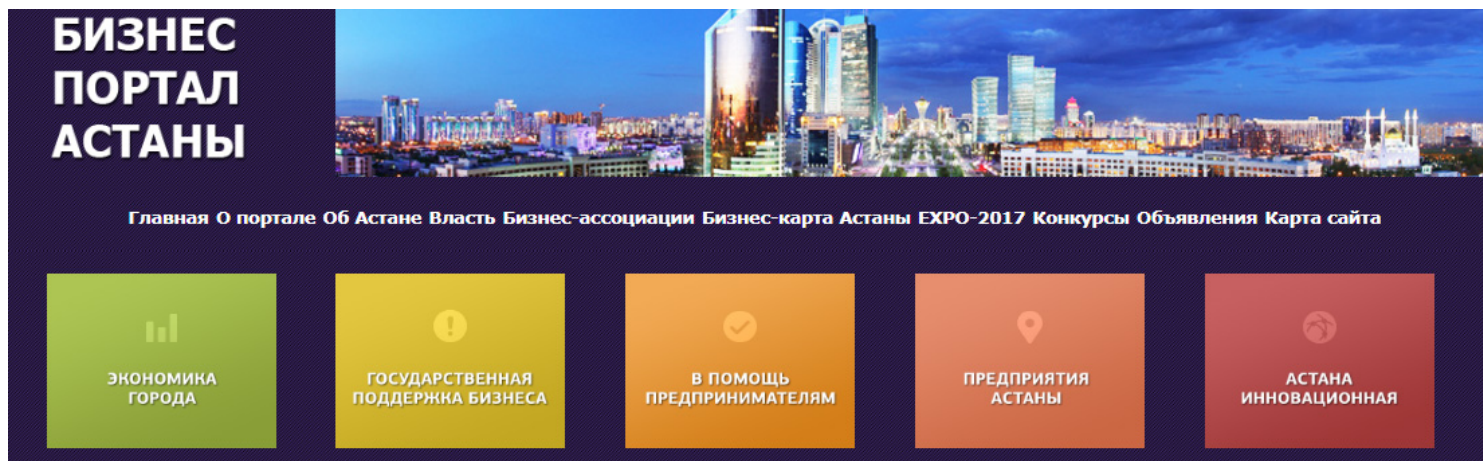 БИЗНЕС
ПОРТАЛ
АСТАНЫ
Главная О портале Об Астане Власть Бизнес-ассоциации Бизнес-карта Астаны EXPO-2017 Конкурсы Объявления Карта сайта
ЭКОНОМИКА
ГОРОДА
ГОСУДАРСТВЕННАЯ
ПОДДЕРЖКА БИЗНЕСА
В ПОМОЩЬ
ПРЕДПРИНИМАТЕЛЯМ
ПРЕДПРИЯТИЯ
АСТАНЫ
АСТАНА
ИННОВАЦИОННАЯ